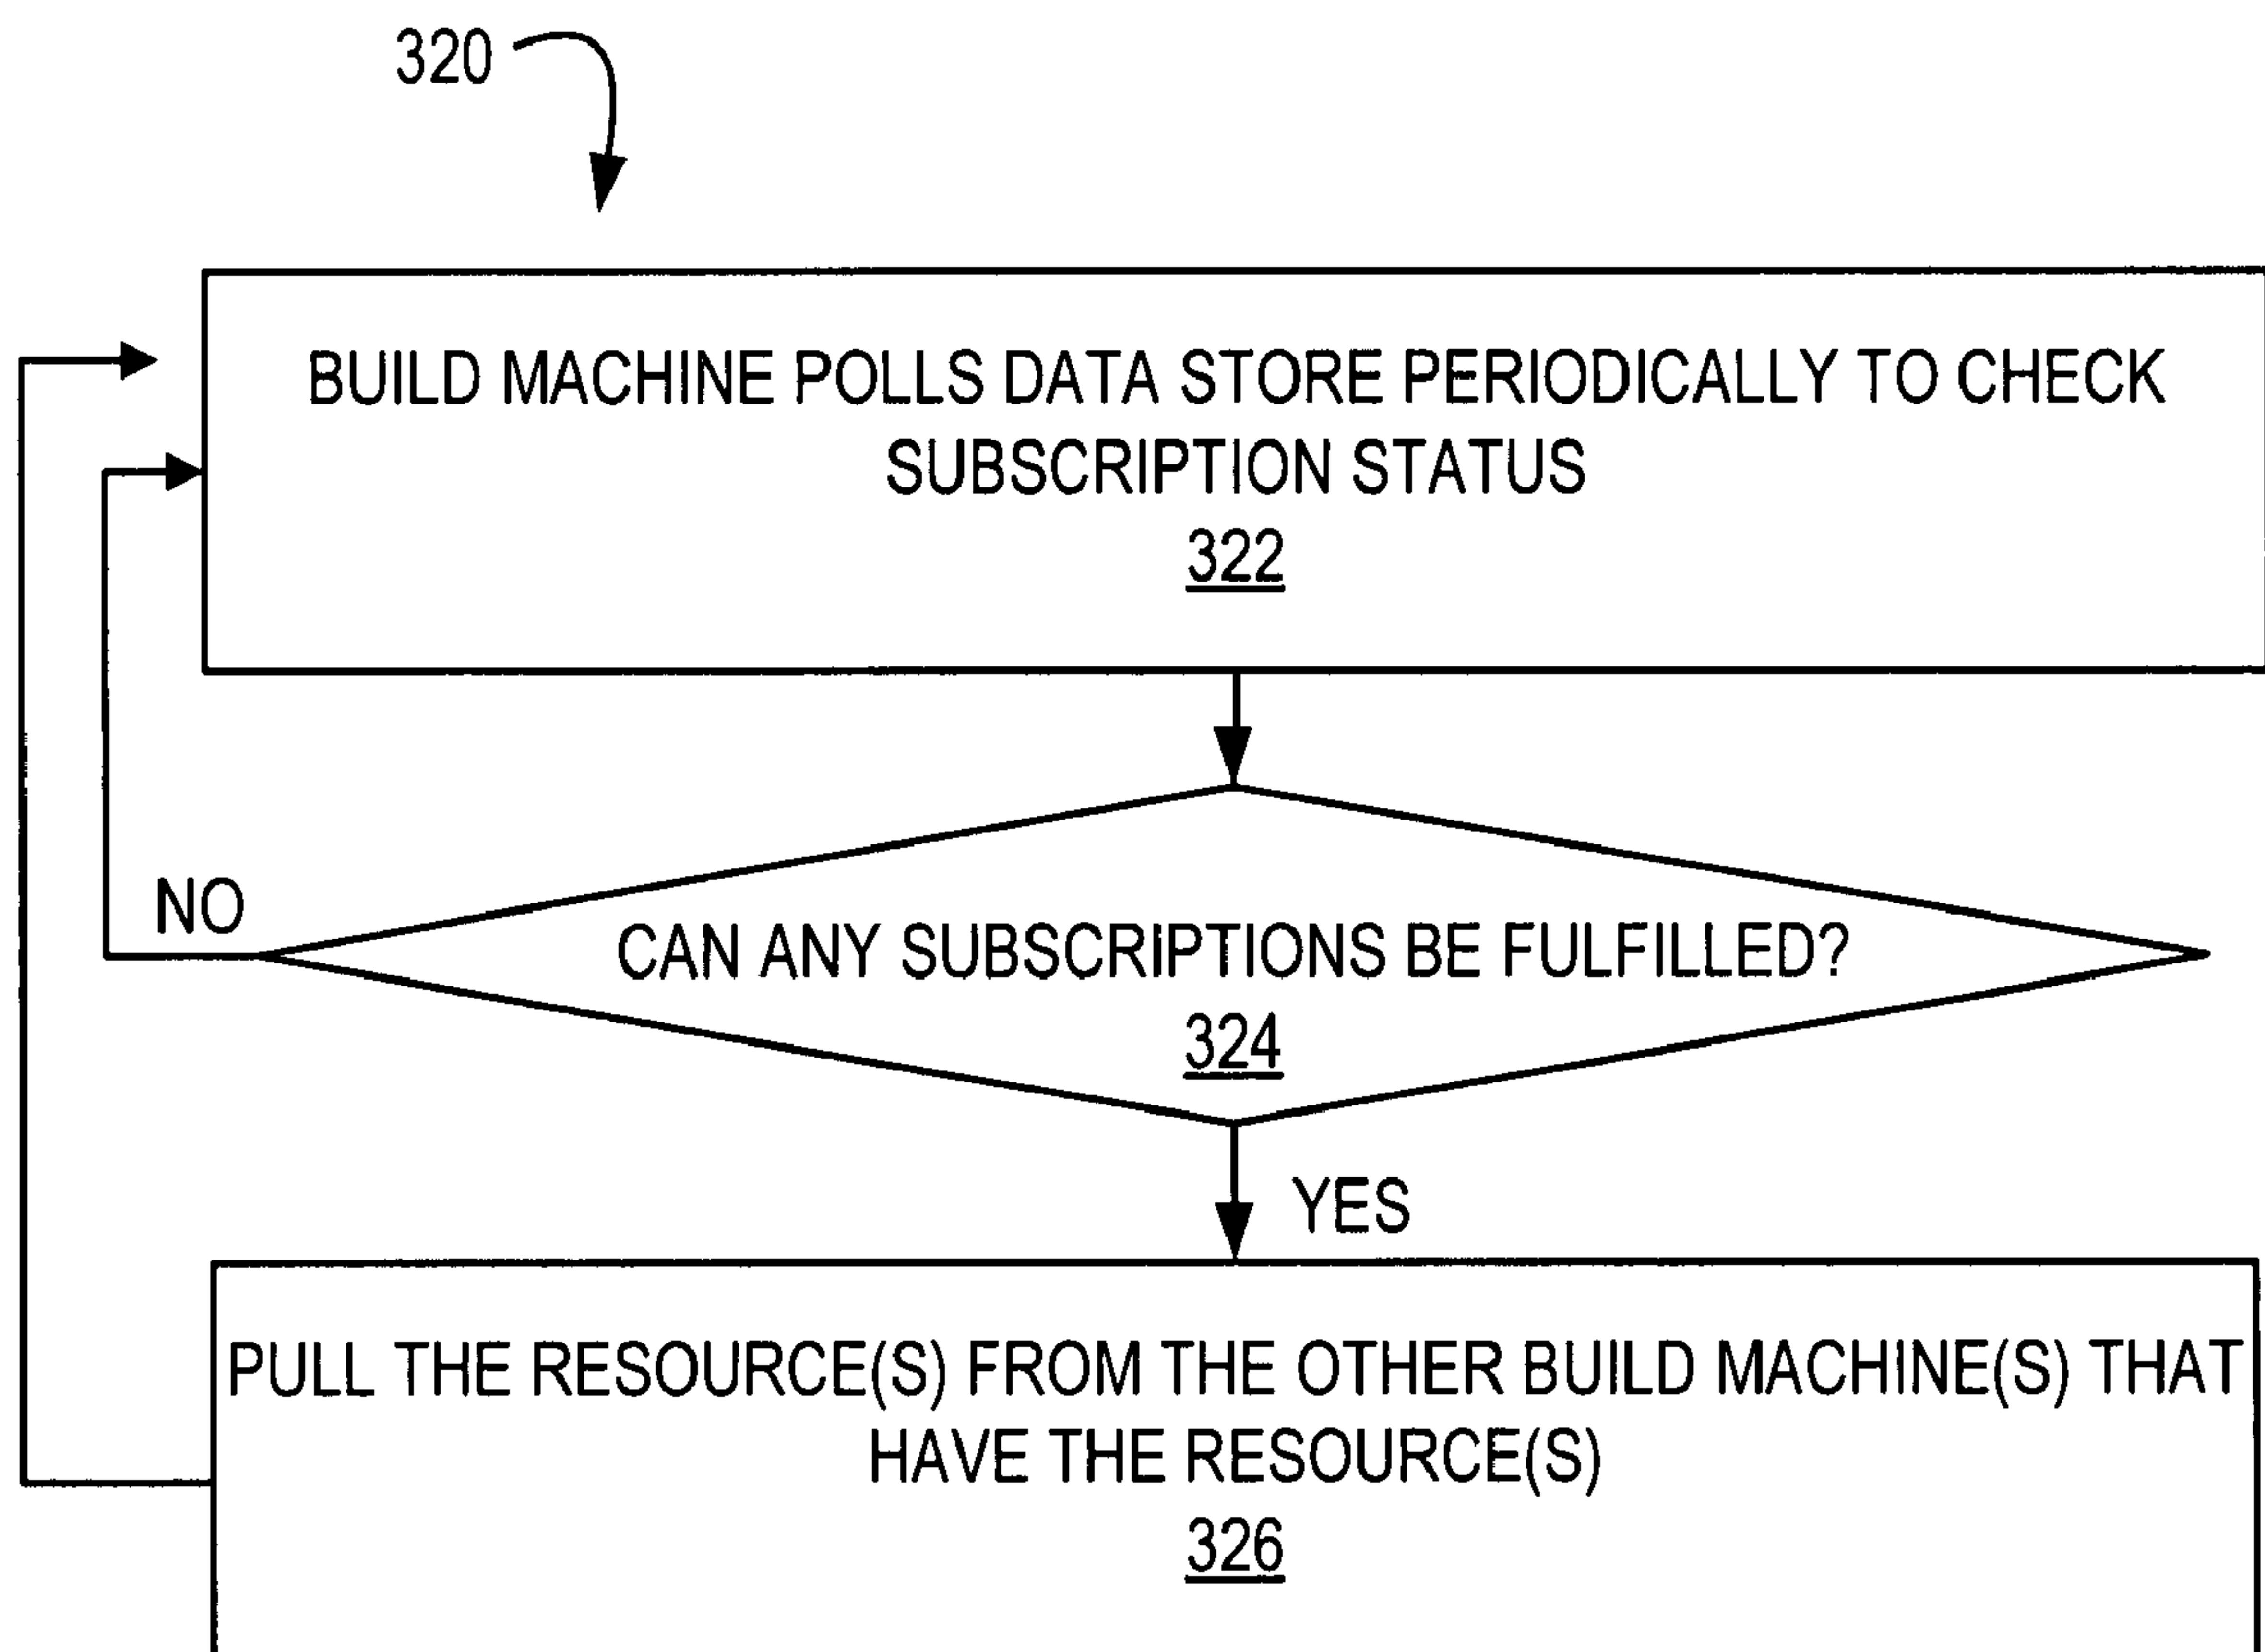 320
BUILD MACHINE POLLS DATA STORE PERIODICALLY TO CHECK
SUBSCRIPTION STATUS
322
NO
CAN ANY SUBSCRIPTIONS BE FULFILLED?
324
YES
PULL THE RESOURCE(S) FROM THE OTHER BUILD MACHINE(S) THAT
HAVE THE RESOURCE(S)
326